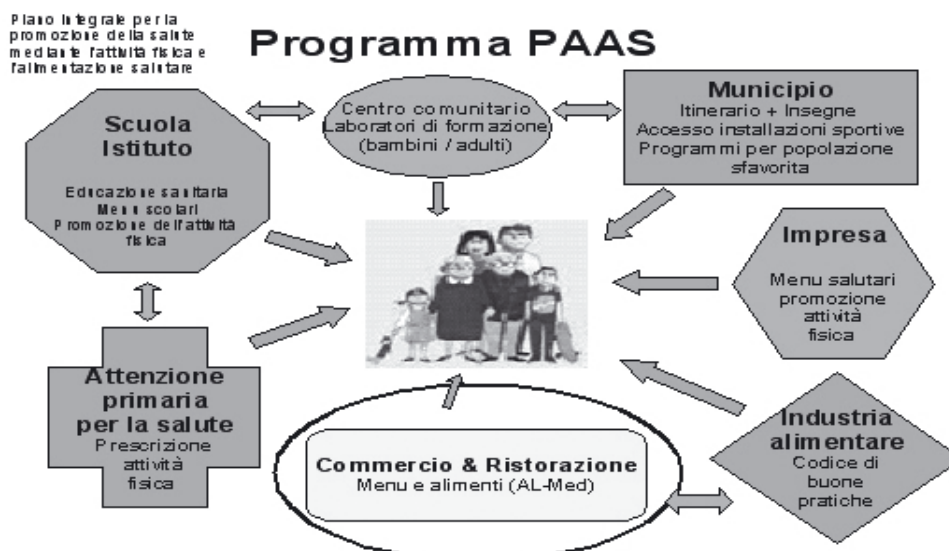 Piano integrale per la
promozione della salute
mediante l'attività fisica e
l'alimentazione salutare
Programma PAAS
Scuola
Istituto
Educazione sanitaria
Menu scolari
Promozione dell'attività
fisica
Centro comunitario
Laboratori di formazione
(bambini / adulti)
Municipio
Itinerario + Insegne
Accesso installazioni sportive
Programmi per popolazione
sfavorita
Impresa
Menu salutari
promozione
attività
fisica
Attenzione
primaria
per la salute
Prescrizione
attività
fisica
Commercio & Ristorazione
Menu e alimenti (AL-Med)
Industria
alimentare
Codice di
buone
pratiche